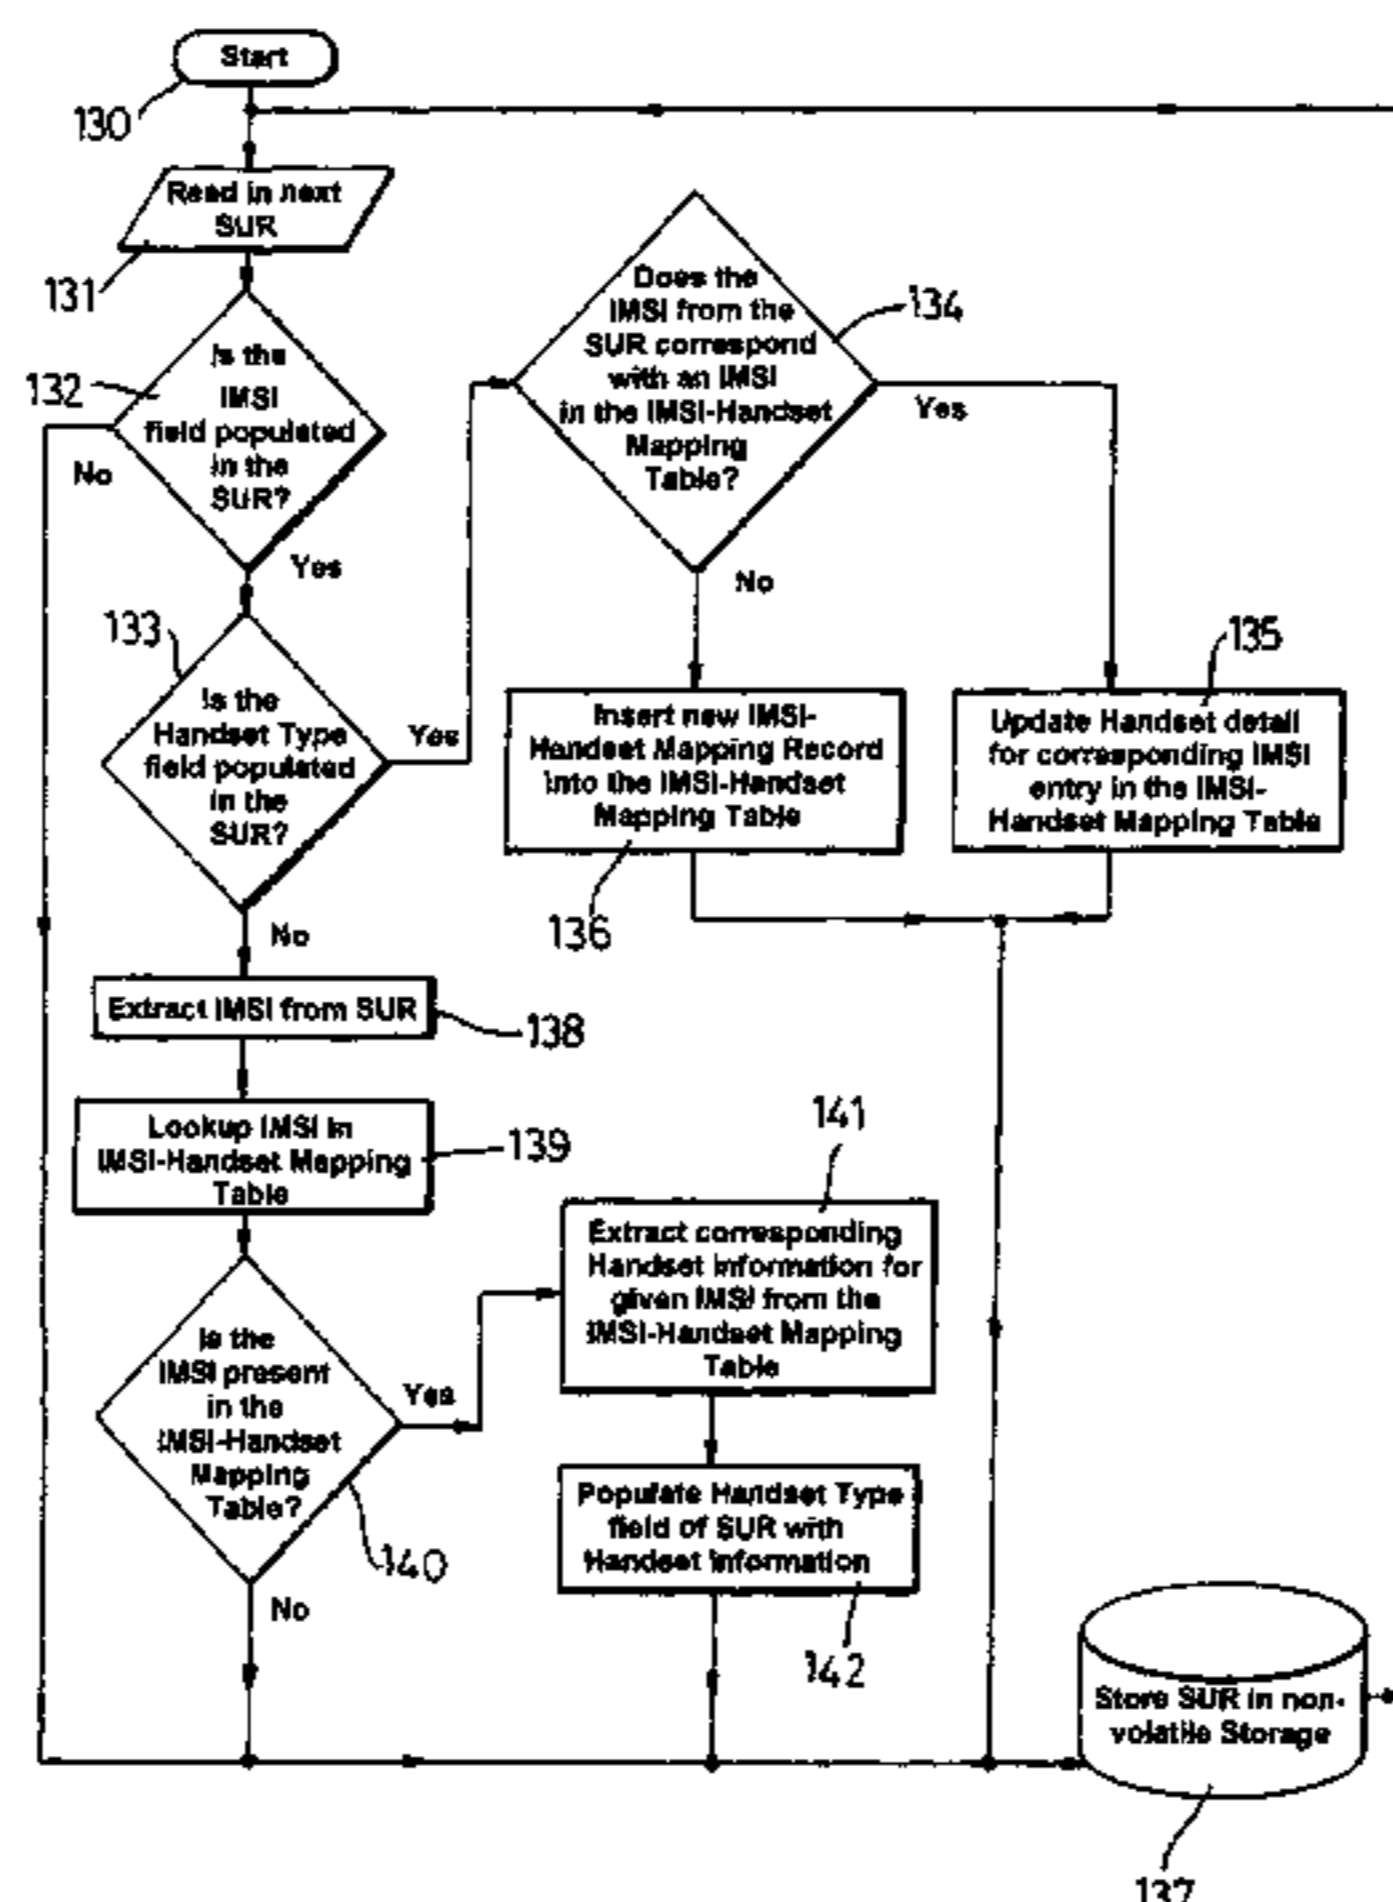 Start
130
Read in next
SUR
131
Is the
IMSI
field populated
in the
SUR?
132
No
Yes
133
Is the
Handset Type
field populated
in the
SUR?
Yes
No
Does the
IMSI from the
SUR correspond
with an IMSI
in the IMSI-Handset
Mapping
Table?
134
Yes
No
135
Update Handset detail
for corresponding IMSI
entry in the IMSI-
Handset Mapping Table
Insert new IMSI-
Handset Mapping Record
into the IMSI-Handset
Mapping Table
136
Extract IMSI from SUR
138
Lookup IMSI in
IMSI-Handset Mapping
Table
139
Is the
IMSI present
in the
IMSI-Handset
Mapping
Table?
140
Yes
No
141
Extract corresponding
Handset information for
given IMSI from the
IMSI-Handset Mapping
Table
Populate Handset Type
field of SUR with
Handset information
142
Store SUR in non-
volatile Storage
137